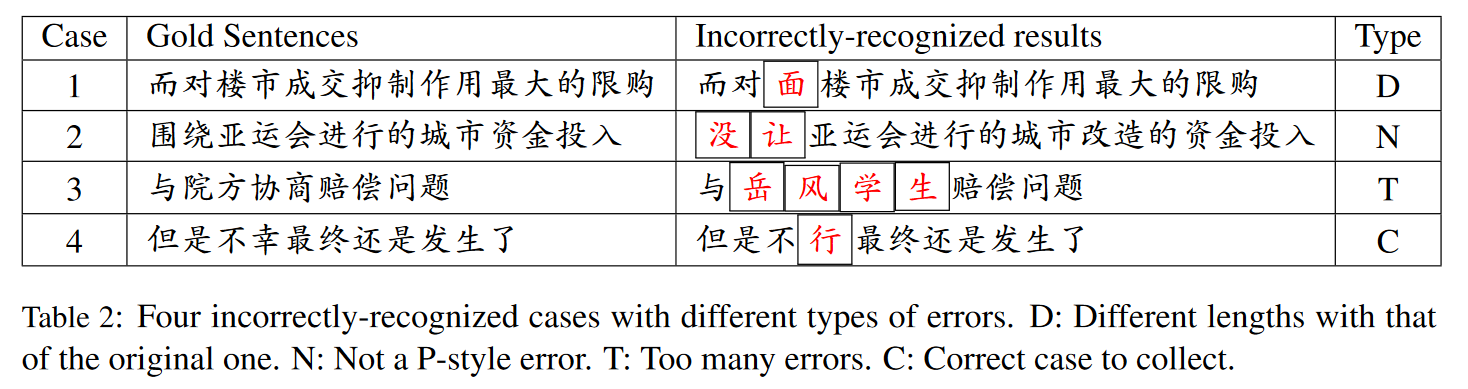 Case Gold Sentences Incorrectly-recognized results Type
1 而对楼市成交抑制作用最大的限购 而对面楼市成交抑制作用最大的限购 D
2 围绕亚运会进行的城市资金投入 没让亚运会进行的城市改造的资金投入 N
3 与院方协商赔偿问题 与岳风学生赔偿问题 T
4 但是不幸最终还是发生了 但是不行最终还是发生了 C
Table 2: Four incorrectly-recognized cases with different types of errors. D: Different lengths with that
of the original one. N: Not a P-style error. T: Too many errors. C: Correct case to collect.